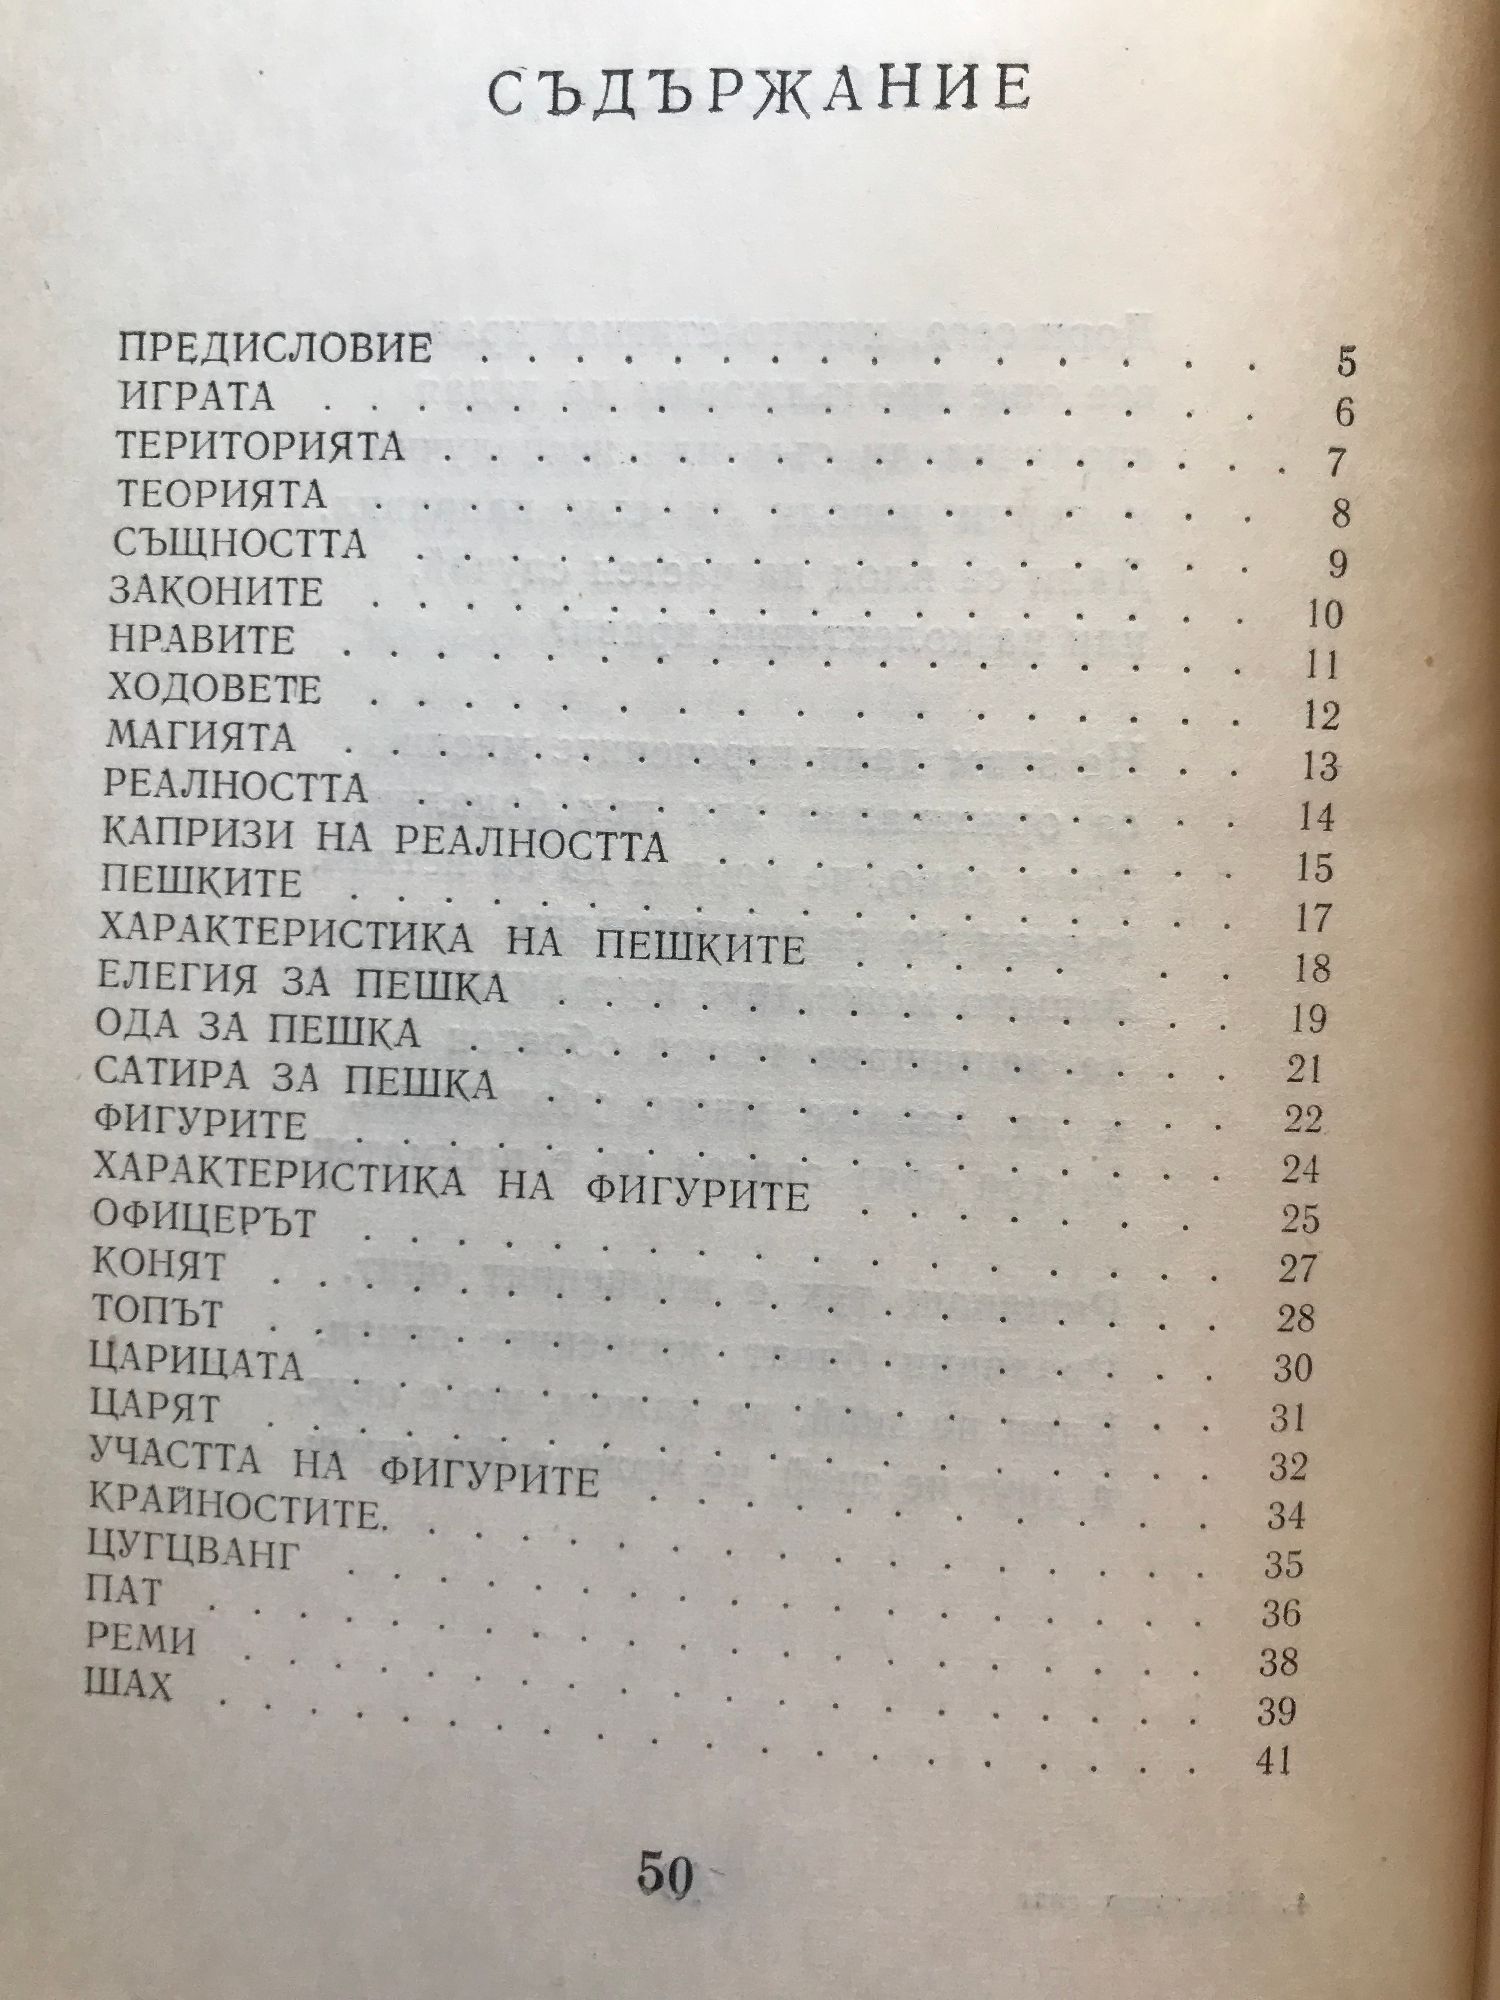 СЪДЪРЖАНИЕ
ПРЕДИСЛОВИЕ . . . . . . . . . . . . . . . . 5
ИГРАТА . . . . . . . . . . . . . . . . . . 6
ТЕРИТОРИЯТА . . . . . . . . . . . . . . . . 7
ТЕОРИЯТА . . . . . . . . . . . . . . . . . 8
СЪЩНОСТТА . . . . . . . . . . . . . . . . 9
ЗАКОНИТЕ . . . . . . . . . . . . . . . . . 10
НРАВИТЕ . . . . . . . . . . . . . . . . . 11
ХОДОВЕТЕ . . . . . . . . . . . . . . . . . 12
МАГИЯТА . . . . . . . . . . . . . . . . . 13
РЕАЛНОСТТА . . . . . . . . . . . . . . . . 14
КАПРИЗИ НА РЕАЛНОСТТА . . . . . . . . . . 15
ПЕШКИТЕ . . . . . . . . . . . . . . . . . 17
ХАРАКТЕРИСТИКА НА ПЕШКИТЕ . . . . . . 18
ЕЛЕГИЯ ЗА ПЕШКА . . . . . . . . . . . . . 19
ОДА ЗА ПЕШКА . . . . . . . . . . . . . . . 21
САТИРА ЗА ПЕШКА . . . . . . . . . . . . . 22
ФИГУРИТЕ . . . . . . . . . . . . . . . . . 24
ХАРАКТЕРИСТИКА НА ФИГУРИТЕ . . . . . . . 25
ОФИЦЕРЪТ . . . . . . . . . . . . . . . . . 27
КОНЯТ . . . . . . . . . . . . . . . . . . 28
ТОПЪТ . . . . . . . . . . . . . . . . . . 30
ЦАРИЦАТА . . . . . . . . . . . . . . . . . 31
ЦАРЯТ . . . . . . . . . . . . . . . . . . 32
УЧАСТТА НА ФИГУРИТЕ . . . . . . . . . . . 34
КРАЙНОСТИТЕ. . . . . . . . . . . . . . . . 35
ЦУГЦВАНГ . . . . . . . . . . . . . . . . . 36
ПАТ . . . . . . . . . . . . . . . . . . . 38
РЕМИ . . . . . . . . . . . . . . . . . . . 39
ШАХ . . . . . . . . . . . . . . . . . . . 41
50